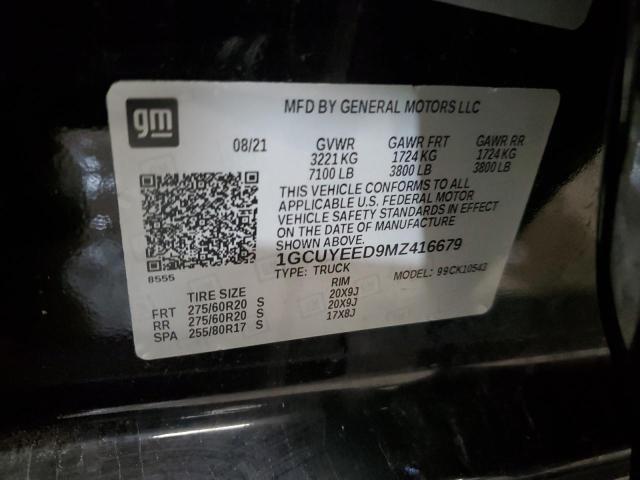 gm
MFD BY GENERAL MOTORS LLC
08/21 GVWR GAWR FRT GAWR RR
3221 KG 1724 KG 1724 KG
7100 LB 3800 LB 3800 LB
THIS VEHICLE CONFORMS TO ALL
APPLICABLE U.S. FEDERAL MOTOR
VEHICLE SAFETY STANDARDS IN EFFECT
ON THE DATE OF MANUFACTURE
SHOWN ABOVE.
8555
1GCUYEED9MZ416679
TYPE: TRUCK MODEL: 99CK10543
TIRE SIZE RIM
FRT 275/60R20 S 20X9J
RR 275/60R20 S 20X9J
SPA 255/80R17 S 17X8J